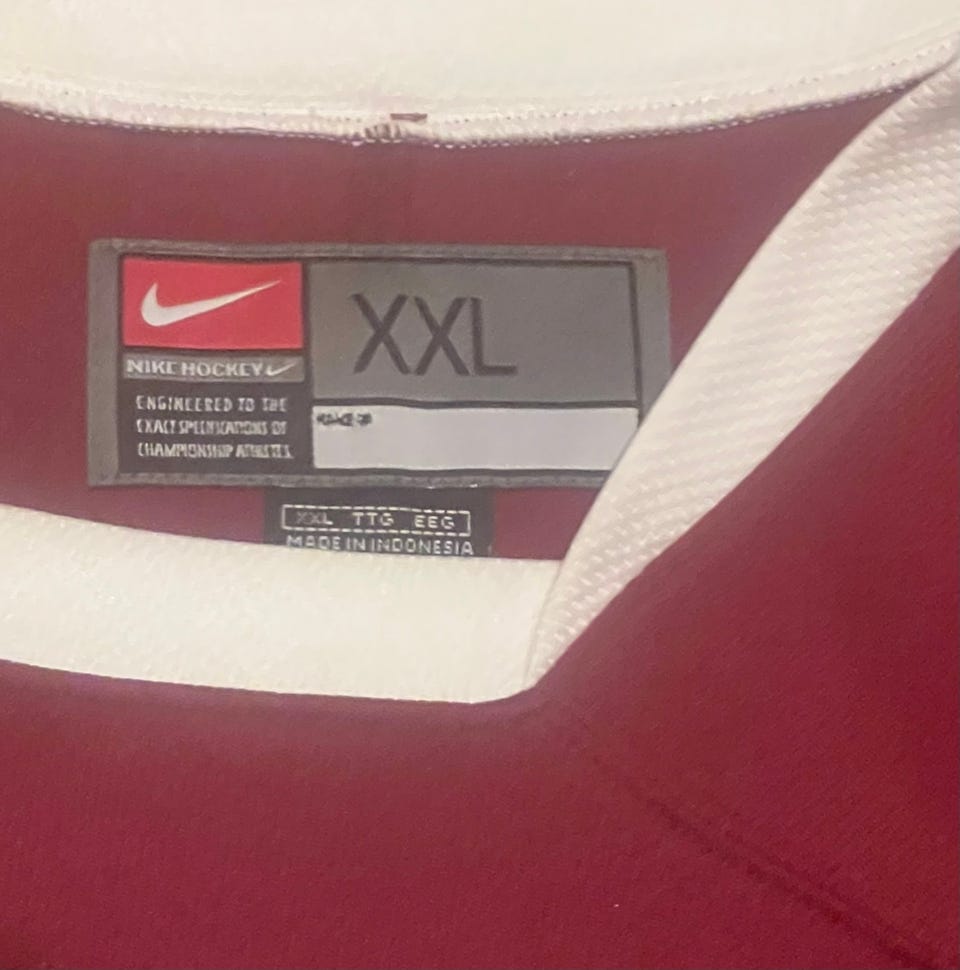 XXL
NIKE HOCKEY
ENGINEERED TO THE
EXACT SPECIFICATIONS OF
CHAMPIONSHIP ATHLETES.
XXL TTG EEG
MADE IN INDONESIA